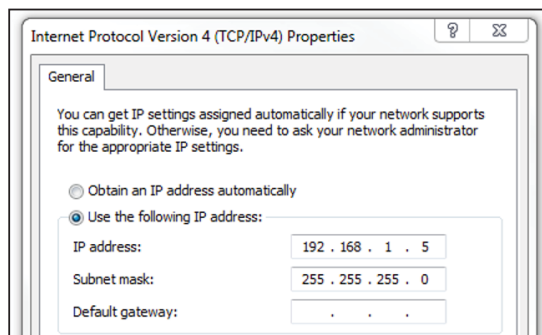 Internet Protocol Version 4 (TCP/IPv4) Properties
?
General
You can get IP settings assigned automatically if your network supports
this capability. Otherwise, you need to ask your network administrator
for the appropriate IP settings.
Obtain an IP address automatically
Use the following IP address:
IP address: 192 . 168 . 1 . 5
Subnet mask: 255 . 255 . 255 . 0
Default gateway: . . .